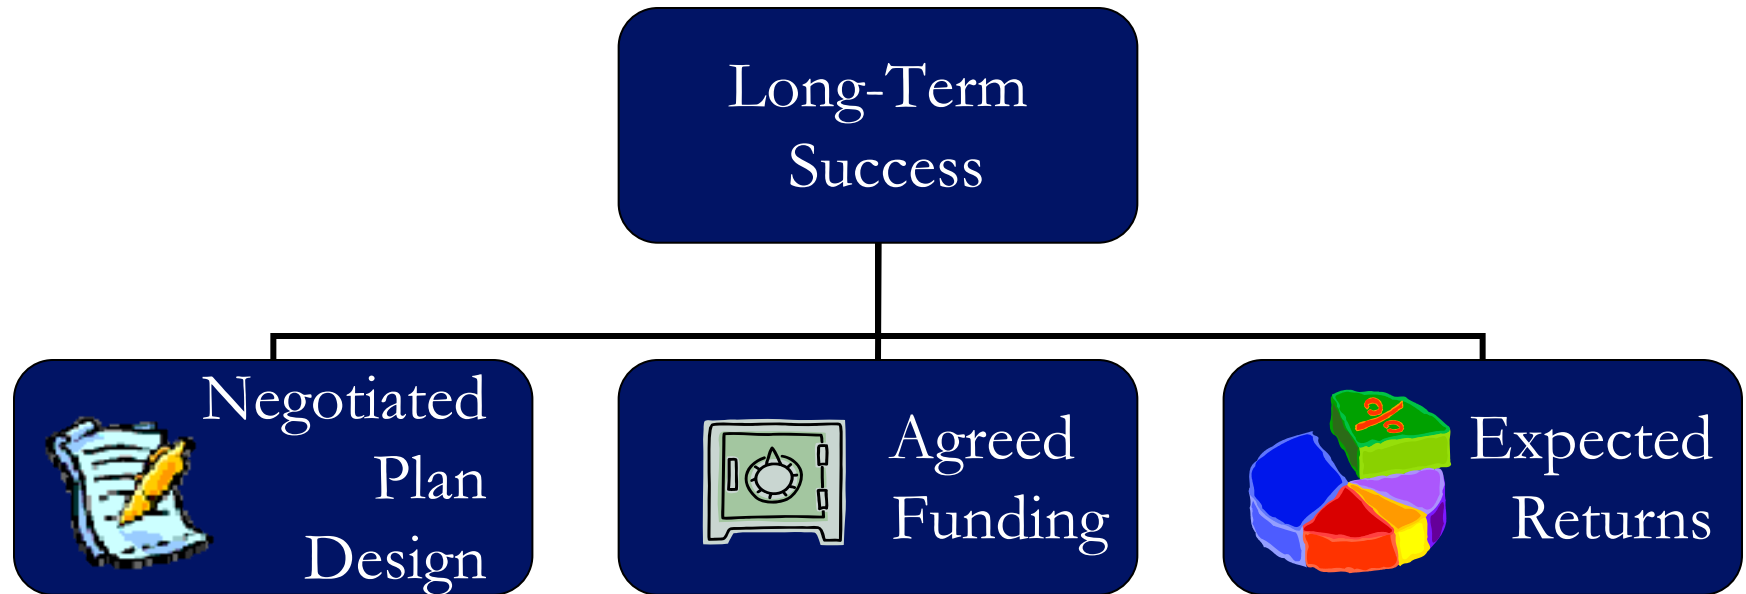 Long-Term
Success
Negotiated
Plan
Design
Agreed
Funding
%
Expected
Returns